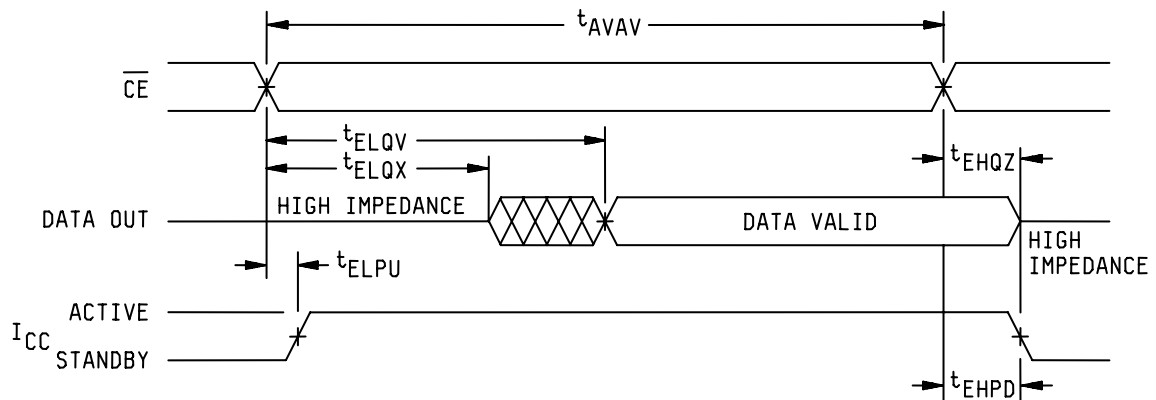 tAVAV
CE
tELQV
tELQX
tEHQZ
DATA OUT
HIGH IMPEDANCE
DATA VALID
HIGH
IMPEDANCE
tELPU
ACTIVE
ICC
STANDBY
tEHPD